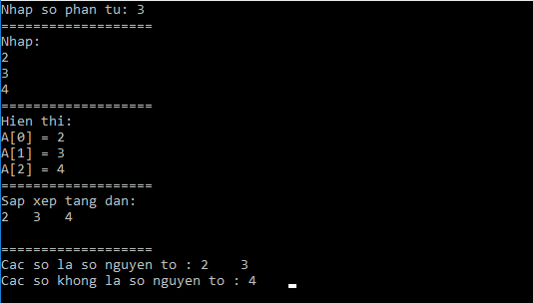 Nhap so phan tu: 3
===================
Nhap:
2
3
4
===================
Hien thi:
A[0] = 2
A[1] = 3
A[2] = 4
===================
Sap xep tang dan:
2   3   4
===================
Cac so la so nguyen to : 2    3
Cac so khong la so nguyen to : 4